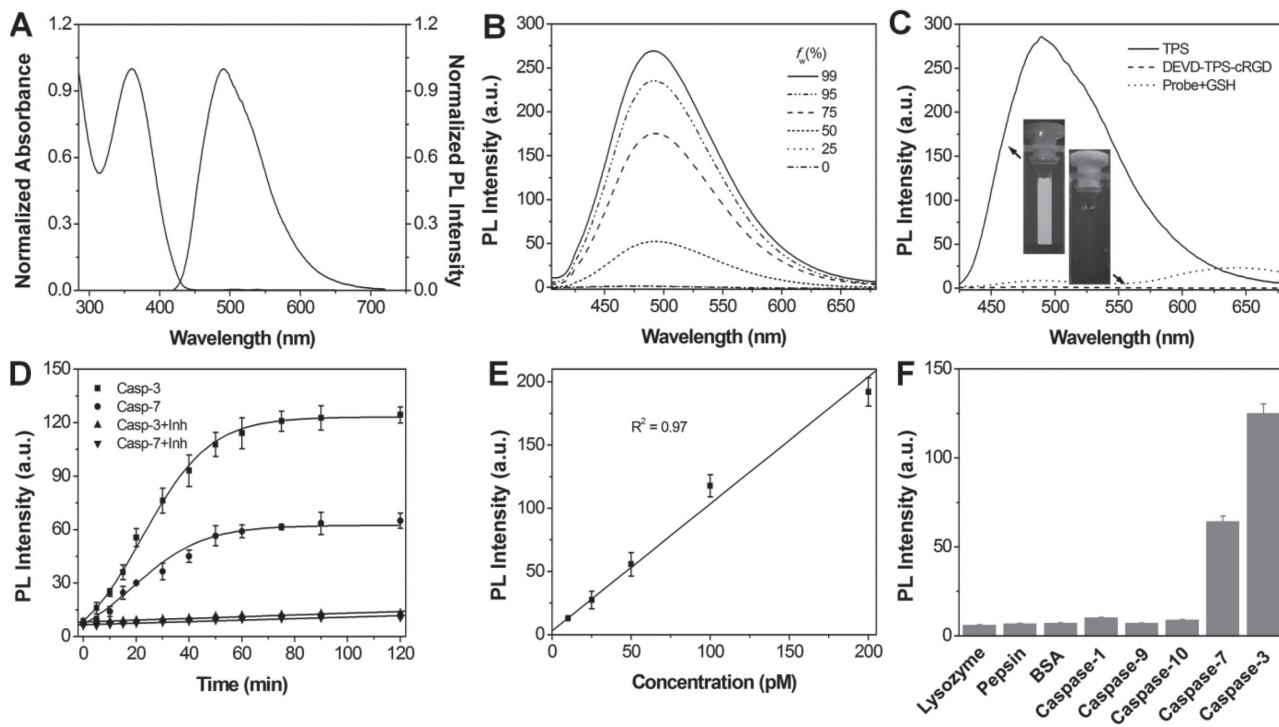 A
Normalized Absorbance
1.2
0.9
0.6
0.3
0.0
300
400
500
600
700
Wavelength (nm)
1.2
0.9
0.6
0.3
0.0
Normalized PL Intensity
B
PL Intensity (a.u.)
300
250
200
150
100
50
0
450
500
550
600
650
Wavelength (nm)
fw(%)
99
95
75
50
25
0
C
PL Intensity (a.u.)
300
250
200
150
100
50
0
450
500
550
600
650
Wavelength (nm)
TPS
DEVD-TPS-cRGD
Probe+GSH
D
PL Intensity (a.u.)
150
120
90
60
30
0
0
20
40
60
80
100
120
Time (min)
Casp-3
Casp-7
Casp-3+Inh
Casp-7+Inh
E
PL Intensity (a.u.)
200
150
100
50
0
0
50
100
150
200
Concentration (pM)
R² = 0.97
F
PL Intensity (a.u.)
150
100
50
0
Lysozyme
Pepsin
BSA
Caspase-1
Caspase-9
Caspase-10
Caspase-7
Caspase-3